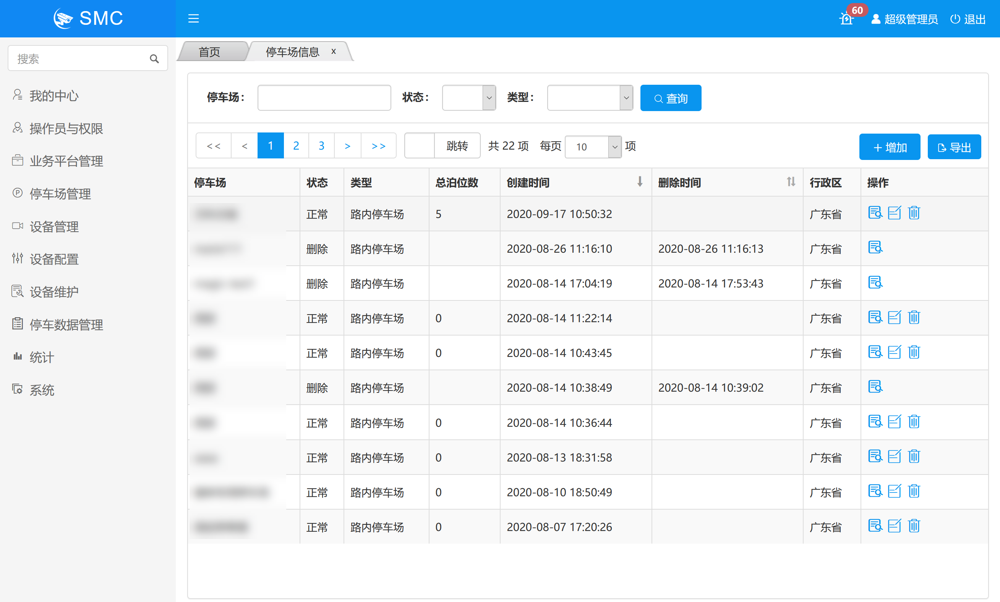 SMC
60
超级管理员 退出
搜索
我的中心
操作员与权限
业务平台管理
停车场管理
设备管理
设备配置
设备维护
停车数据管理
统计
系统
首页 停车场信息 x
停车场： 状态： 类型： 查询
<< < 1 2 3 > >> 跳转 共 22 项 每页 10 项 增加 导出
停车场 状态 类型 总泊位数 创建时间 删除时间 行政区 操作
正常 路内停车场 5 2020-09-17 10:50:32 广东省
删除 路内停车场 2020-08-26 11:16:10 2020-08-26 11:16:13 广东省
删除 路内停车场 2020-08-14 17:04:19 2020-08-14 17:53:43 广东省
正常 路内停车场 0 2020-08-14 11:22:14 广东省
正常 路内停车场 0 2020-08-14 10:43:45 广东省
删除 路内停车场 2020-08-14 10:38:49 2020-08-14 10:39:02 广东省
正常 路内停车场 0 2020-08-14 10:36:44 广东省
正常 路内停车场 0 2020-08-13 18:31:58 广东省
正常 路内停车场 0 2020-08-10 18:50:49 广东省
正常 路内停车场 0 2020-08-07 17:20:26 广东省